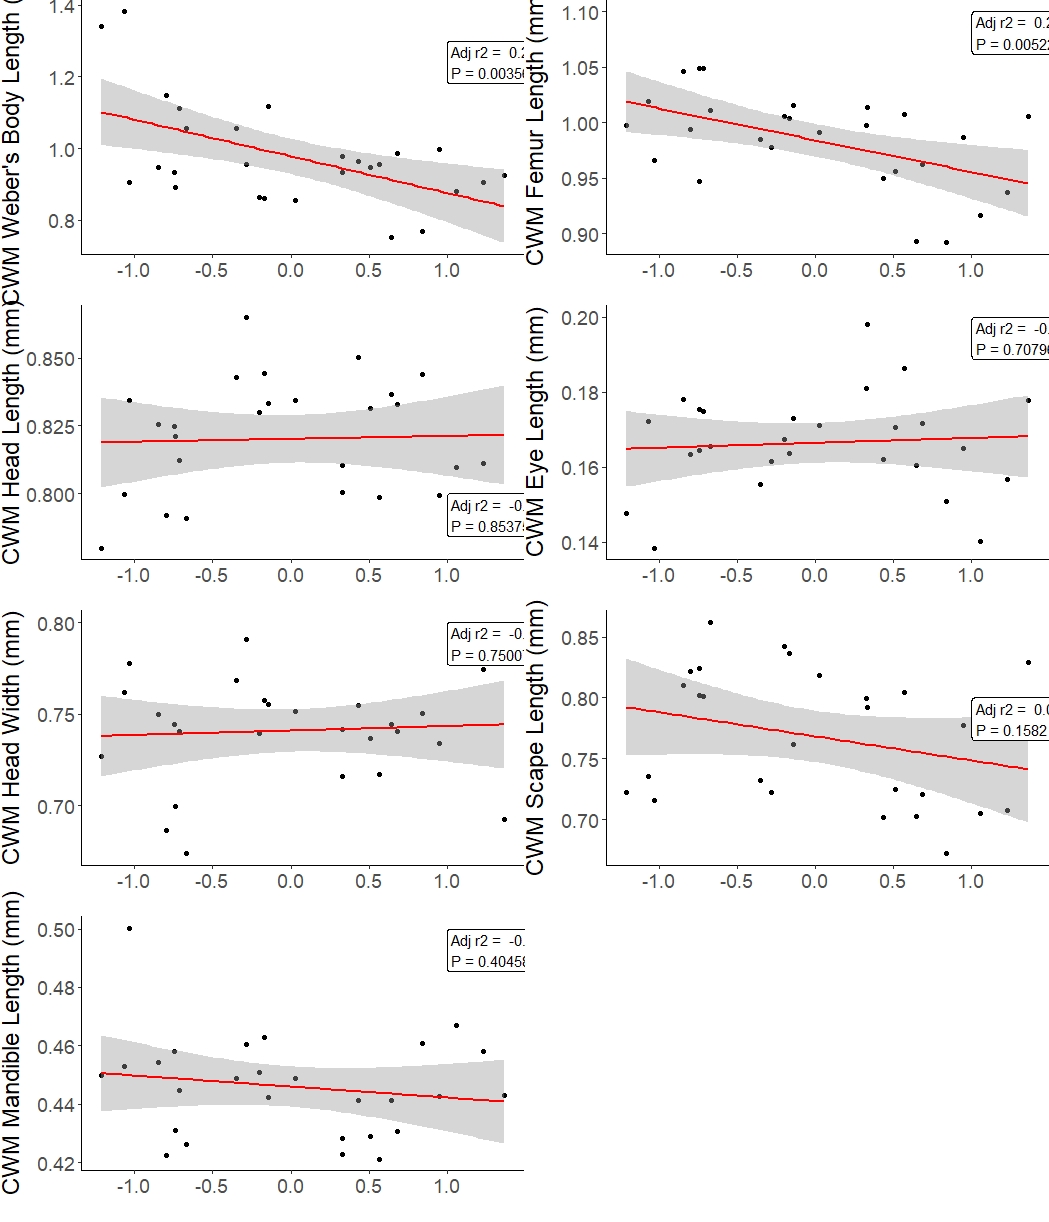 CWM Weber's Body Length (
1.4
1.2
1.0
0.8
Adj r2 = 0.2
P = 0.0035
-1.0 -0.5 0.0 0.5 1.0
CWM Femur Length (mm
1.10
1.05
1.00
0.95
0.90
Adj r2 = 0.2
P = 0.00522
-1.0 -0.5 0.0 0.5 1.0
CWM Head Length (mm)
0.850
0.825
0.800
Adj r2 = -0.
P = 0.8537
-1.0 -0.5 0.0 0.5 1.0
CWM Eye Length (mm)
0.20
0.18
0.16
0.14
Adj r2 = -0.
P = 0.7079
-1.0 -0.5 0.0 0.5 1.0
CWM Head Width (mm)
0.80
0.75
0.70
Adj r2 = -0.
P = 0.7500
-1.0 -0.5 0.0 0.5 1.0
CWM Scape Length (mm)
0.85
0.80
0.75
0.70
Adj r2 = 0.0
P = 0.1582
-1.0 -0.5 0.0 0.5 1.0
CWM Mandible Length (mm)
0.50
0.48
0.46
0.44
0.42
Adj r2 = -0.
P = 0.4045
-1.0 -0.5 0.0 0.5 1.0